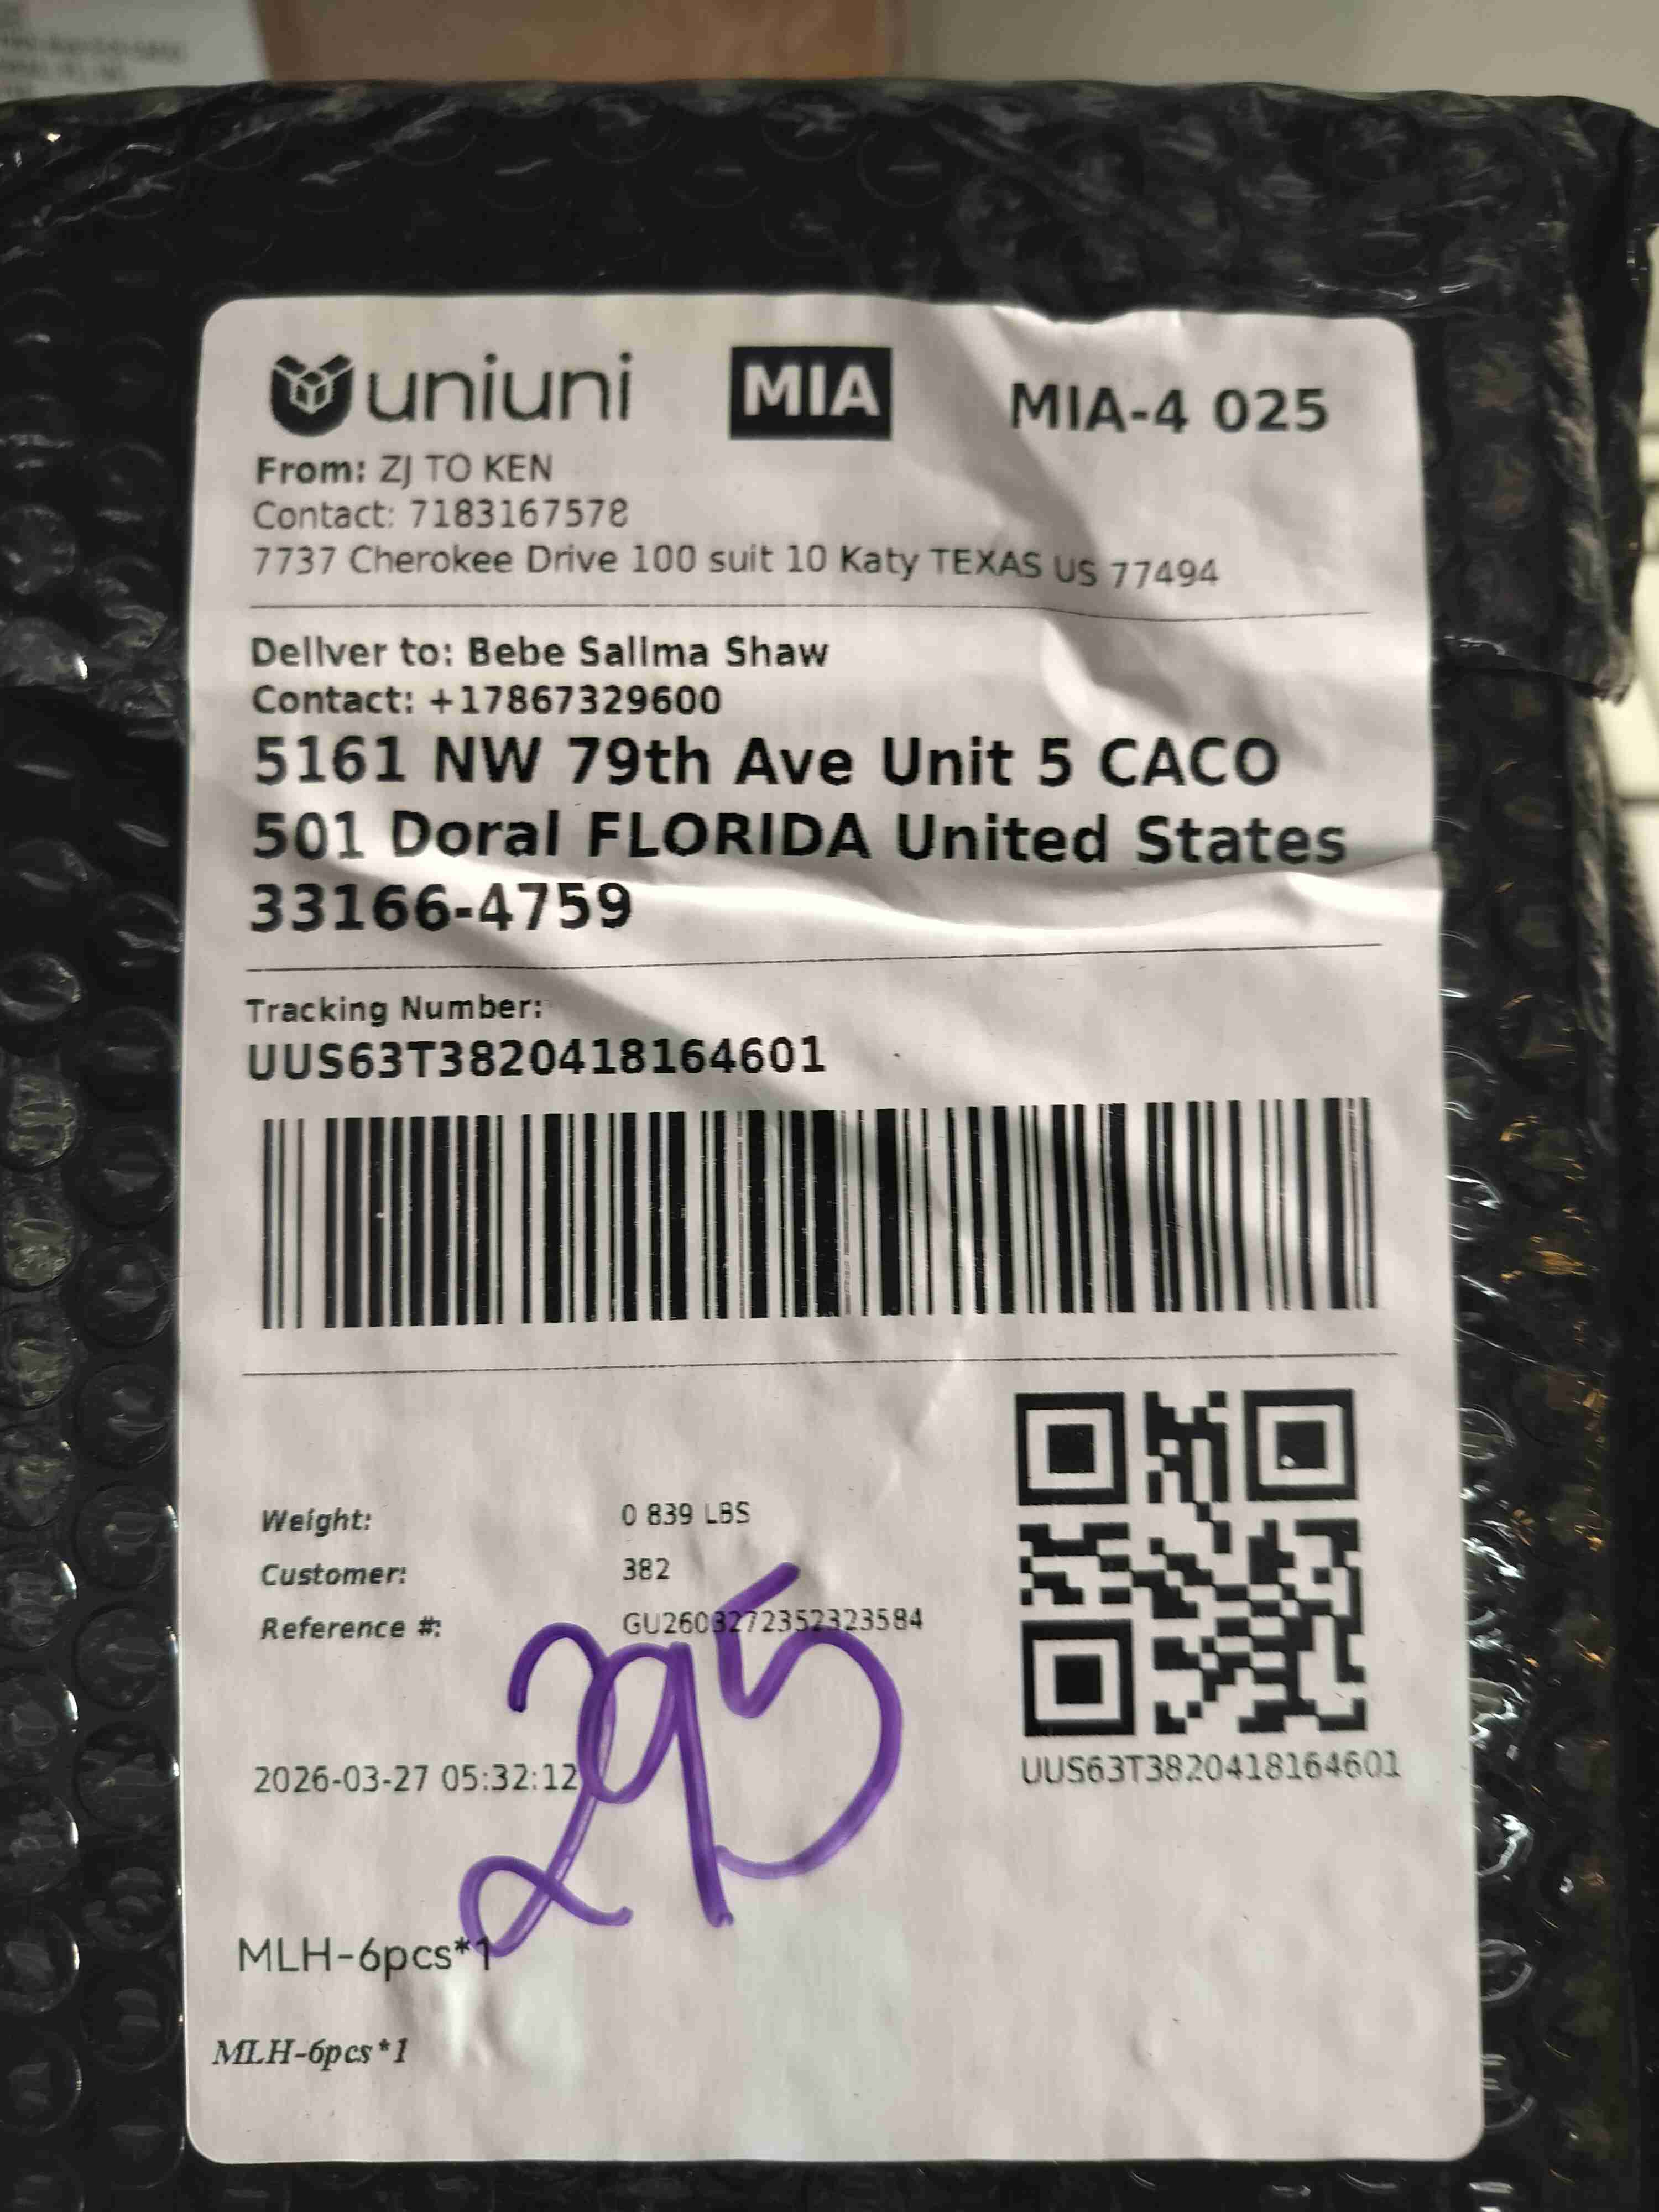 uniuni MIA MIA-4 025
From: ZJ TO KEN
Contact: 7183167578
7737 Cherokee Drive 100 suit 10 Katy TEXAS US 77494
Deliver to: Bebe Salima Shaw
Contact: +17867329600
5161 NW 79th Ave Unit 5 CACO
501 Doral FLORIDA United States
33166-4759
Tracking Number:
UUS63T3820418164601
Weight: 0 839 LBS
Customer: 382
Reference #: GU2603272352323584
295
2026-03-27 05:32:12
UUS63T3820418164601
MLH-6pcs*1
MLH-6pcs*1